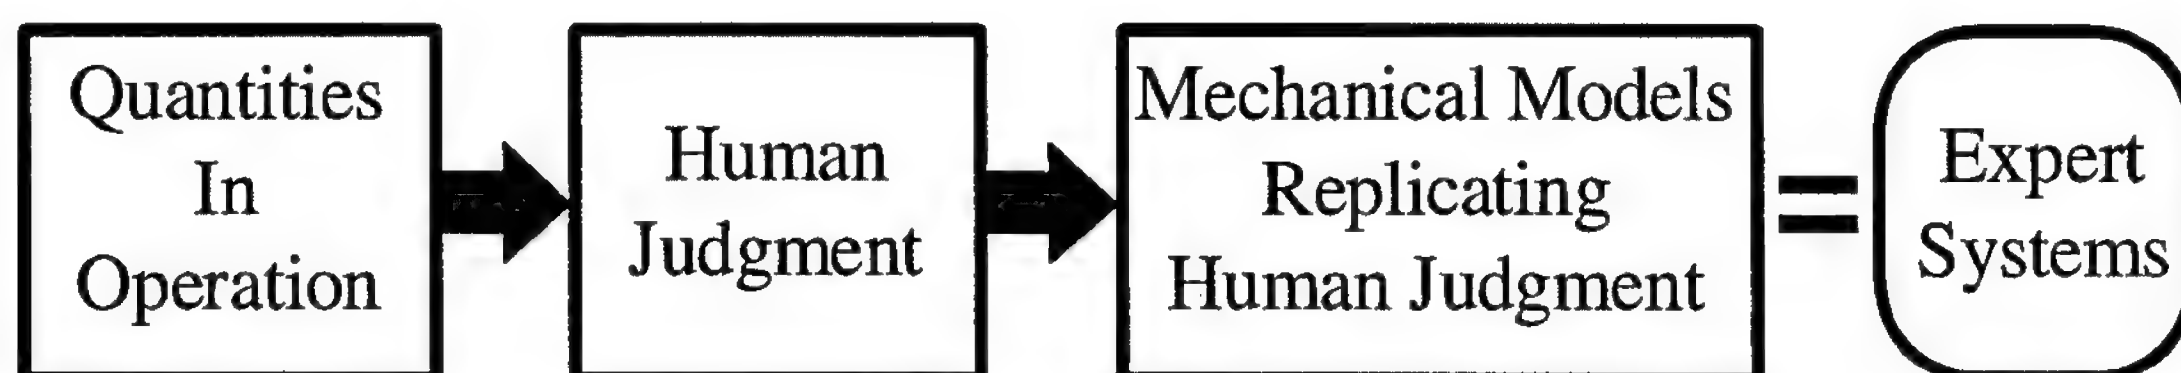 Quantities
In
Operation
Human
Judgment
Mechanical Models
Replicating
Human Judgment
=
Expert
Systems